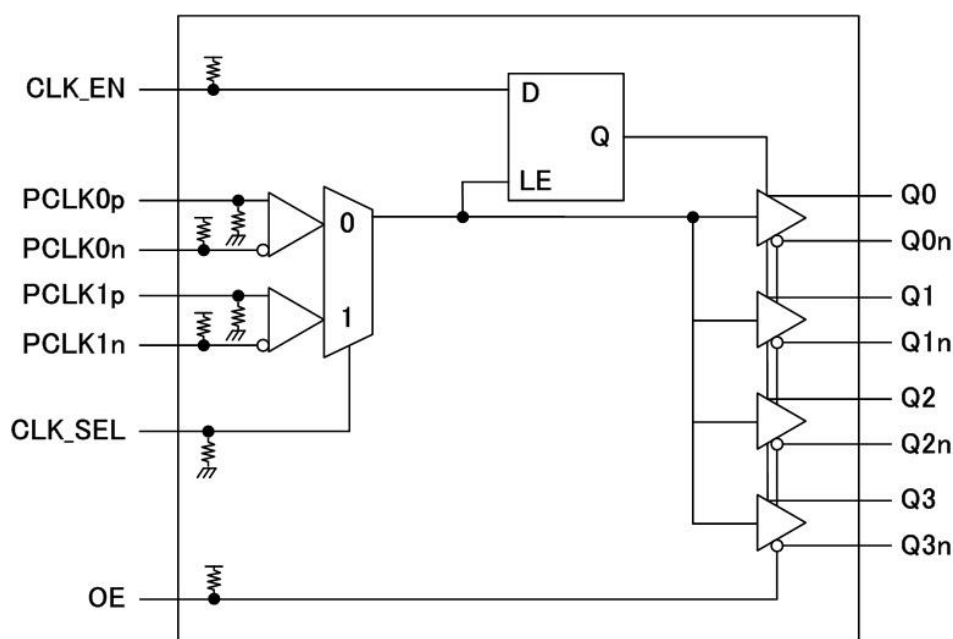 CLK_EN
D
Q
LE
PCLK0p
PCLK0n
0
PCLK1p
PCLK1n
1
CLK_SEL
OE
Q0
Q0n
Q1
Q1n
Q2
Q2n
Q3
Q3n